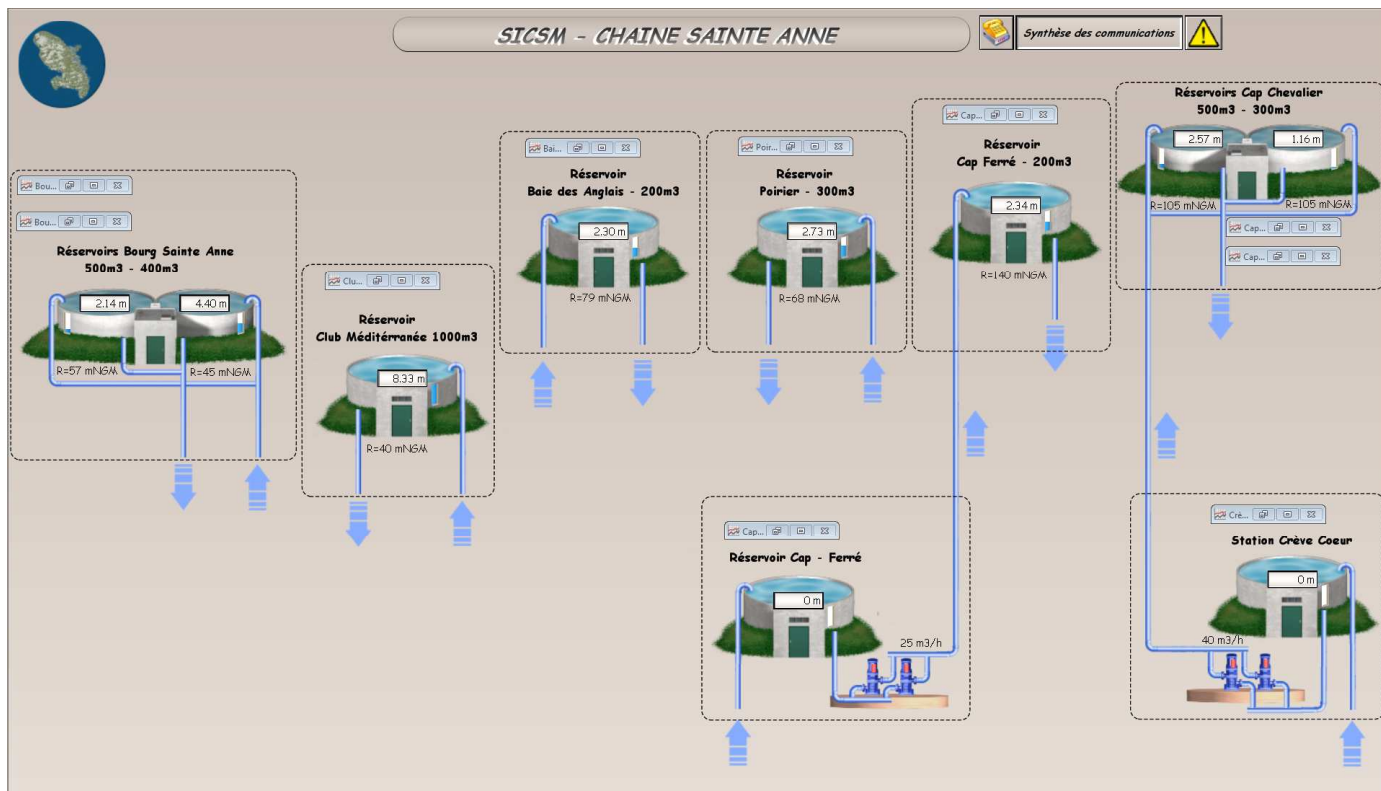 SICSM - CHAINE SAINTE ANNE
Synthèse des communications
Bou...
Bou...
Réservoirs Bourg Sainte Anne
500m3 - 400m3
2.14 m
4.40 m
R=57 mNGM
R=45 mNGM
Clu...
Réservoir
Club Méditérranée 1000m3
8.33 m
R=40 mNGM
Bai...
Réservoir
Baie des Anglais - 200m3
2.30 m
R=79 mNGM
Poir...
Réservoir
Poirier - 300m3
2.73 m
R=68 mNGM
Cap...
Réservoir
Cap Ferré - 200m3
2.34 m
R=140 mNGM
Réservoirs Cap Chevalier
500m3 - 300m3
2.57 m
1.16 m
R=105 mNGM
R=105 mNGM
Cap...
Cap...
Cap...
Réservoir Cap - Ferré
0 m
25 m3/h
Crè...
Station Crève Coeur
0 m
40 m3/h